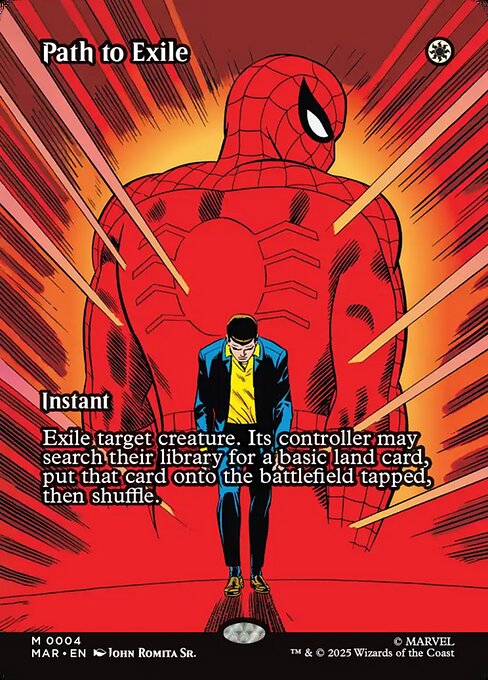 Path to Exile
Instant
Exile target creature. Its controller may
search their library for a basic land card,
put that card onto the battlefield tapped,
then shuffle.
M 0004
MAR • EN John Romita Sr.
© MARVEL
™ & © 2025 Wizards of the Coast